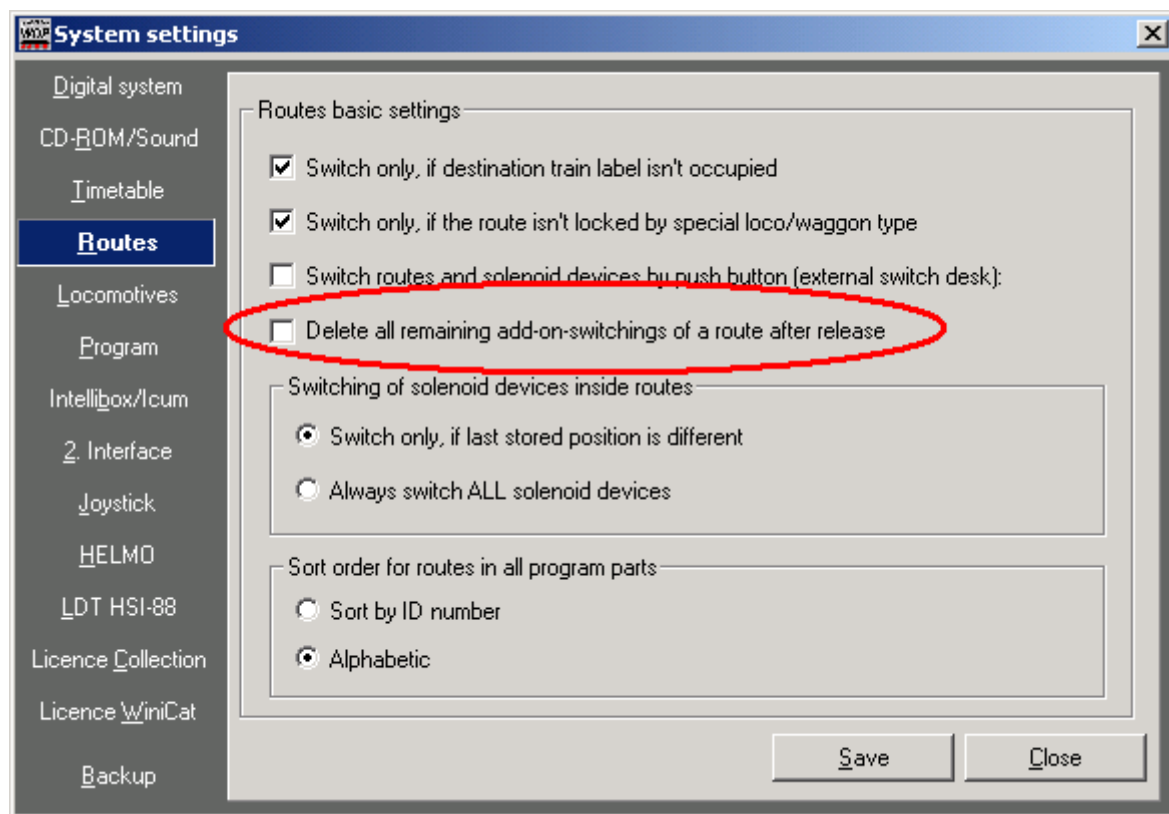 System settings
Digital system
CD-ROM/Sound
Timetable
Routes
Locomotives
Program
Intellibox/Icum
2. Interface
Joystick
HELMO
LDT HSI-88
Licence Collection
Licence WiniCat
Backup
Routes basic settings
Switch only, if destination train label isn't occupied
Switch only, if the route isn't locked by special loco/waggon type
Switch routes and solenoid devices by push button (external switch desk):
Delete all remaining add-on-switchings of a route after release
Switching of solenoid devices inside routes
Switch only, if last stored position is different
Always switch ALL solenoid devices
Sort order for routes in all program parts
Sort by ID number
Alphabetic
Save
Close